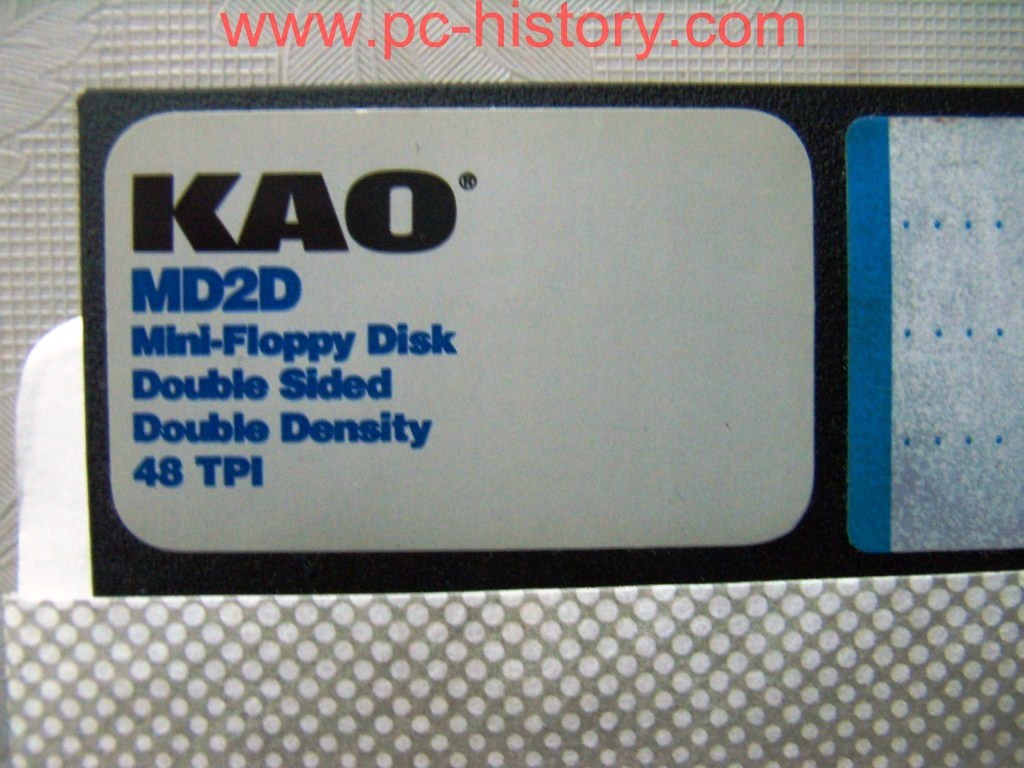 www.pc-history.com
KAO®
MD2D
Mini-Floppy Disk
Double Sided
Double Density
48 TPI